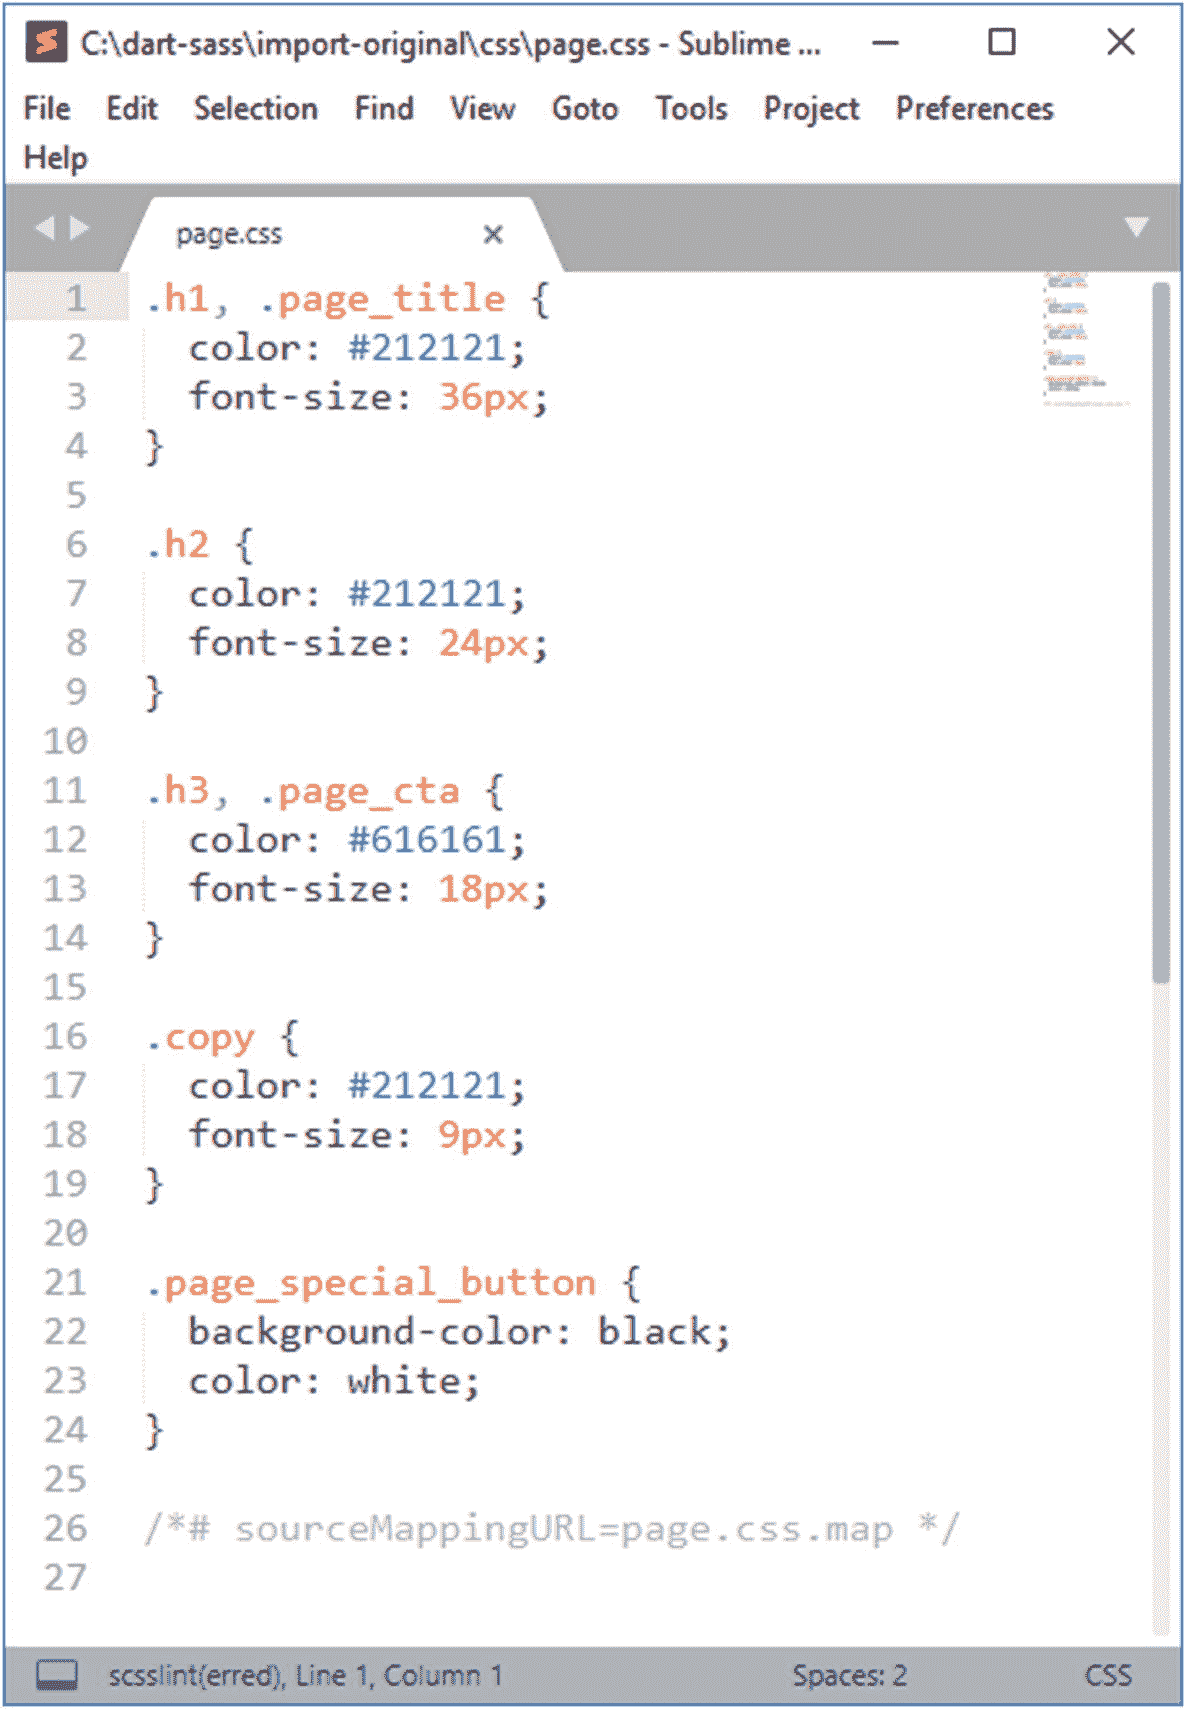 C:\dart-sass\import-original\css\page.css - Sublime ...
File Edit Selection Find View Goto Tools Project Preferences
Help
page.css
1 .h1, .page_title {
2 color: #212121;
3 font-size: 36px;
4 }
5
6 .h2 {
7 color: #212121;
8 font-size: 24px;
9 }
10
11 .h3, .page_cta {
12 color: #616161;
13 font-size: 18px;
14 }
15
16 .copy {
17 color: #212121;
18 font-size: 9px;
19 }
20
21 .page_special_button {
22 background-color: black;
23 color: white;
24 }
25
26 /*# sourceMappingURL=page.css.map */
27
scsslint(erred), Line 1, Column 1 Spaces: 2 CSS